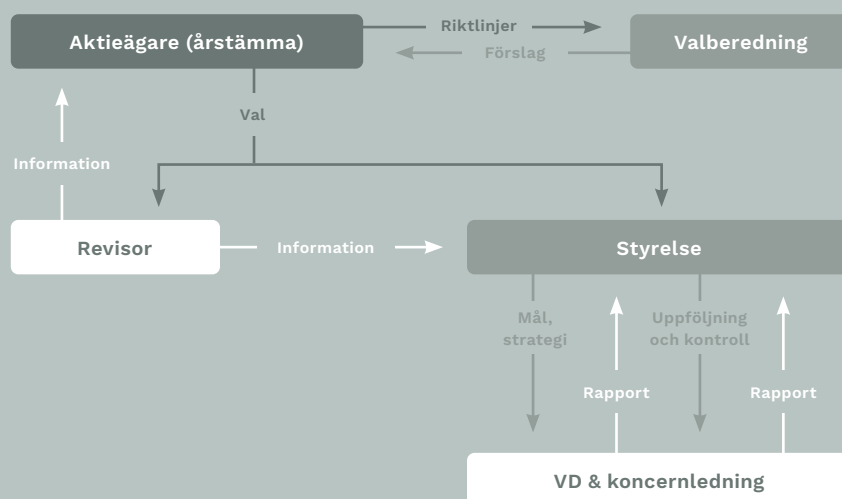 Aktieägare (årstämma)
Riktlinjer
Förslag
Valberedning
Val
Information
Revisor
Information
Styrelse
Mål,
strategi
Uppföljning
och kontroll
Rapport
Rapport
VD & koncernledning